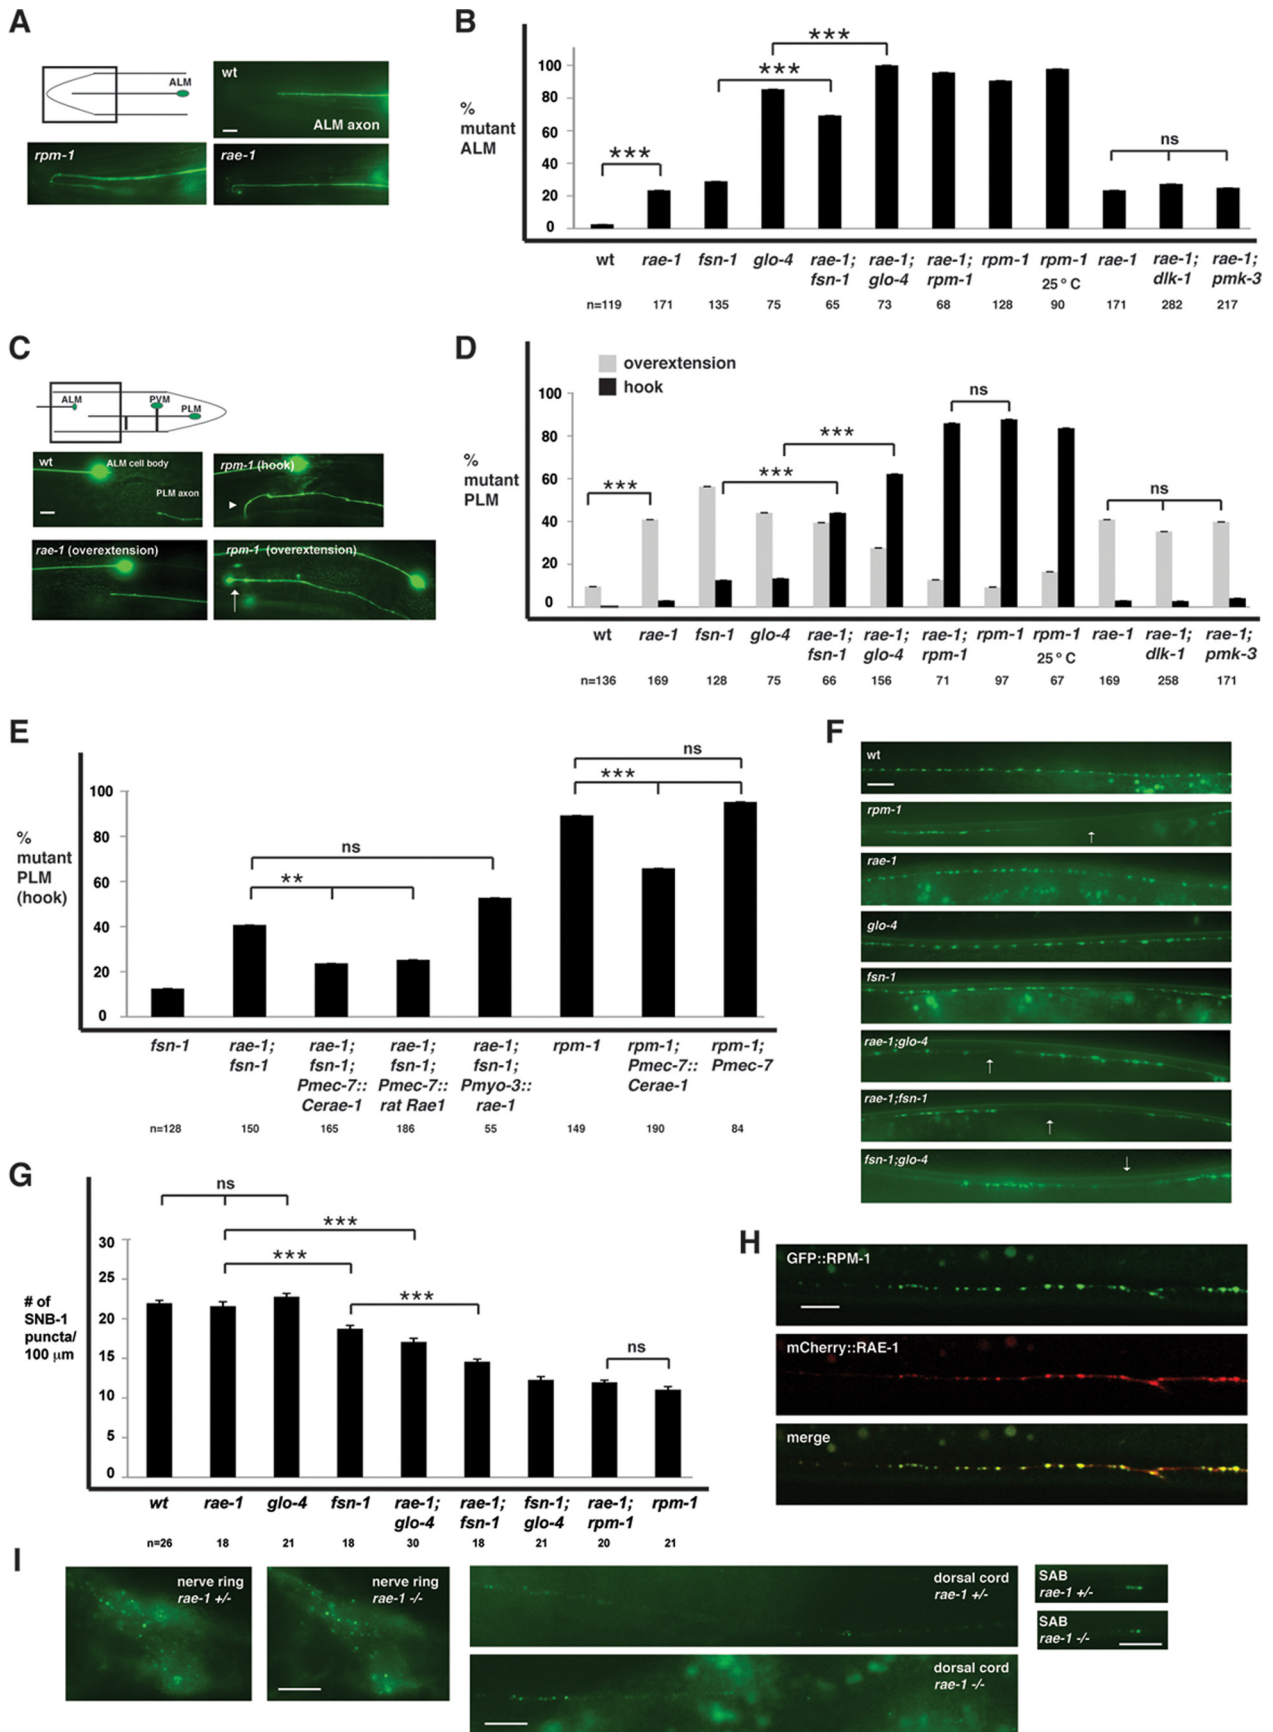 A
ALM
wt
ALM axon
rpm-1
rae-1
B
%
mutant
ALM
100
80
60
40
20
0
***
***
***
ns
wt
rae-1
fsn-1
glo-4
rae-1;
fsn-1
rae-1;
glo-4
rae-1;
rpm-1
rpm-1
rpm-1
25° C
rae-1
rae-1;
dlk-1
rae-1;
pmk-3
n=119 171 135 75 65 73 68 128 90 171 282 217
C
ALM
PVM
PLM
wt
ALM cell body
PLM axon
rpm-1 (hook)
rae-1 (overextension)
rpm-1 (overextension)
D
overextension
hook
%
mutant
PLM
100
80
60
40
20
0
***
***
***
ns
ns
wt
rae-1
fsn-1
glo-4
rae-1;
fsn-1
rae-1;
glo-4
rae-1;
rpm-1
rpm-1
rpm-1
25° C
rae-1
rae-1;
dlk-1
rae-1;
pmk-3
n=136 169 128 75 66 156 71 97 67 169 258 171
E
%
mutant
PLM
(hook)
100
80
60
40
20
0
ns
**
ns
***
fsn-1
rae-1;
fsn-1
rae-1;
fsn-1;
Pmec-7::
Cerae-1
rae-1;
fsn-1;
Pmec-7::
rat Rae1
rae-1;
fsn-1;
Pmyo-3::
rae-1
rpm-1
rpm-1;
Pmec-7::
Cerae-1
rpm-1;
Pmec-7
n=128 150 165 186 55 149 190 84
F
wt
rpm-1
rae-1
glo-4
fsn-1
rae-1;glo-4
rae-1;fsn-1
fsn-1;glo-4
G
# of
SNB-1
puncta/
100 µm
30
25
20
15
10
5
0
ns
***
***
***
ns
wt
rae-1
glo-4
fsn-1
rae-1;
glo-4
rae-1;
fsn-1
fsn-1;
glo-4
rae-1;
rpm-1
rpm-1
n=26 18 21 18 30 18 21 20 21
H
GFP::RPM-1
mCherry::RAE-1
merge
I
nerve ring
rae-1 +/-
nerve ring
rae-1 -/-
dorsal cord
rae-1 +/-
dorsal cord
rae-1 -/-
SAB
rae-1 +/-
SAB
rae-1 -/-